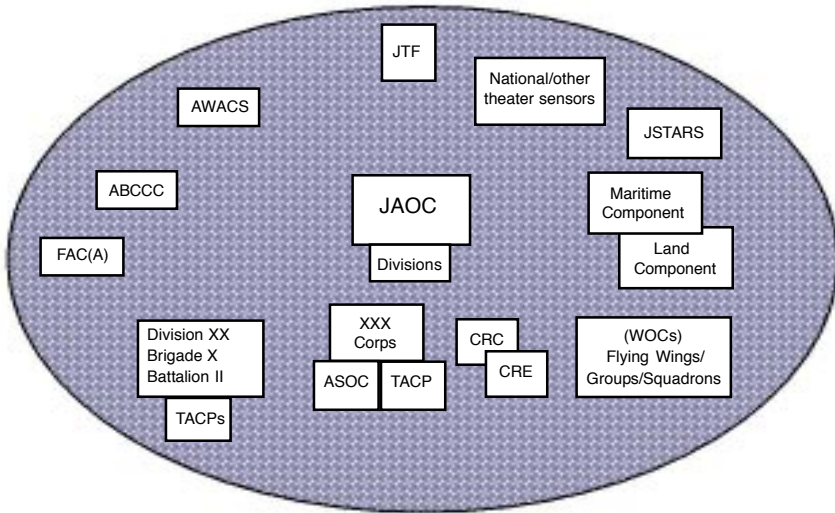 JTF
National/other
theater sensors
AWACS
JSTARS
ABCCC
JAOC
Divisions
Maritime
Component
Land
Component
FAC(A)
Division XX
Brigade X
Battalion II
TACPs
XXX
Corps
ASOC
TACP
CRC
CRE
(WOCs)
Flying Wings/
Groups/Squadrons